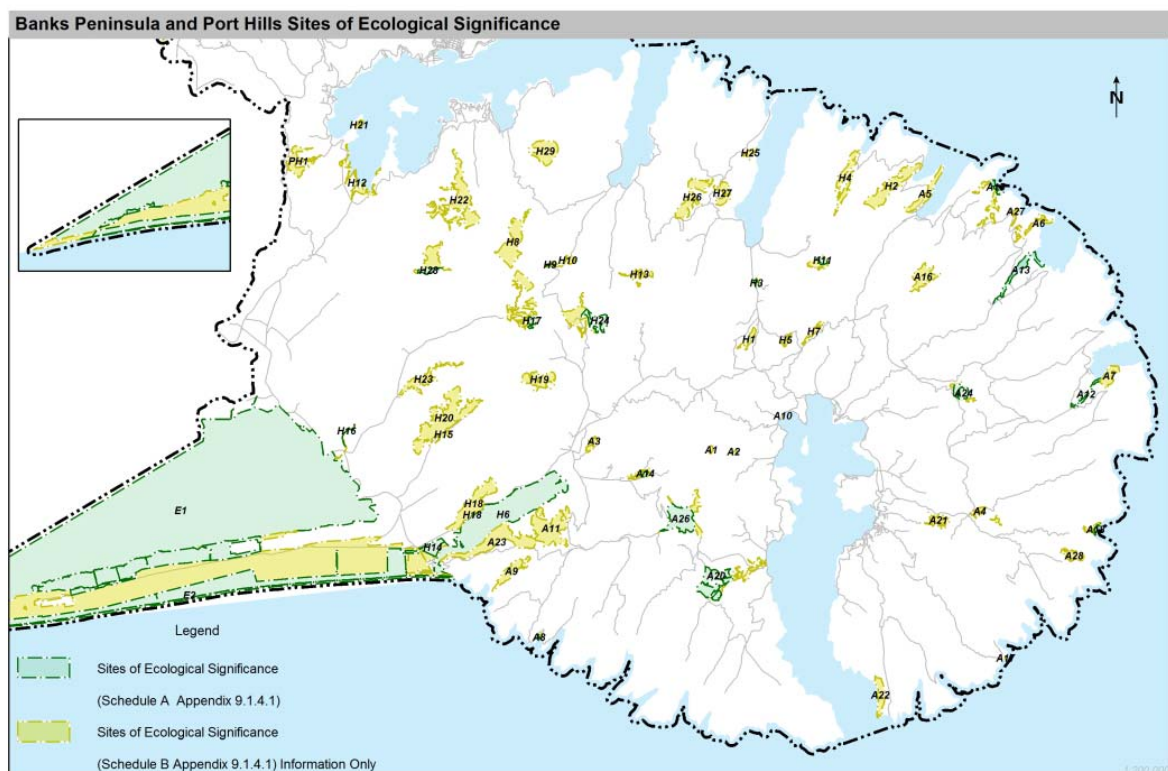 Banks Peninsula and Port Hills Sites of Ecological Significance
N
H21
PH1
H12
H29
H25
H22
H26
H27
H4
H2
A5
A27
A6
H8
H28
H9
H10
H13
H11
H3
A16
A13
H17
H24
H1
H5
H7
H23
H19
H20
H15
A24
A12
A7
A10
H16
A3
A1
A2
A14
E1
H18
H18
H6
A11
A23
A26
A21
A4
A28
H14
A9
A20
E2
A8
A22
Legend
Sites of Ecological Significance
(Schedule A Appendix 9.1.4.1)
Sites of Ecological Significance
(Schedule B Appendix 9.1.4.1) Information Only